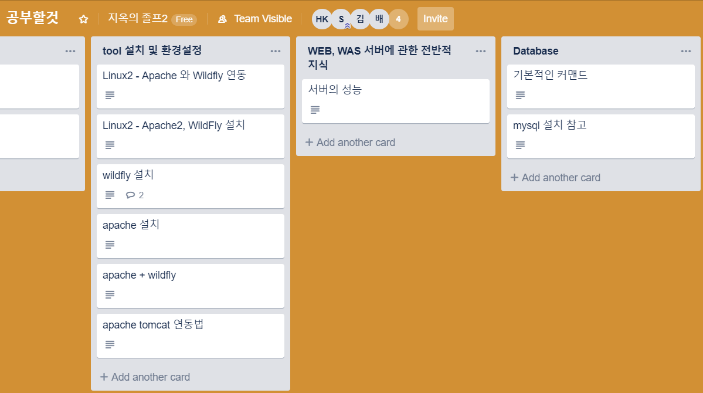 공부할것
지옥의 졸프2 Free
Team Visible
HK S 김 배 4
Invite
tool 설치 및 환경설정
Linux2 - Apache 와 Wildfly 연동
Linux2 - Apache2, WildFly 설치
wildfly 설치
2
apache 설치
apache + wildfly
apache tomcat 연동법
+ Add another card
WEB, WAS 서버에 관한 전반적
지식
서버의 성능
+ Add another card
Database
기본적인 커맨드
mysql 설치 참고
+ Add another card